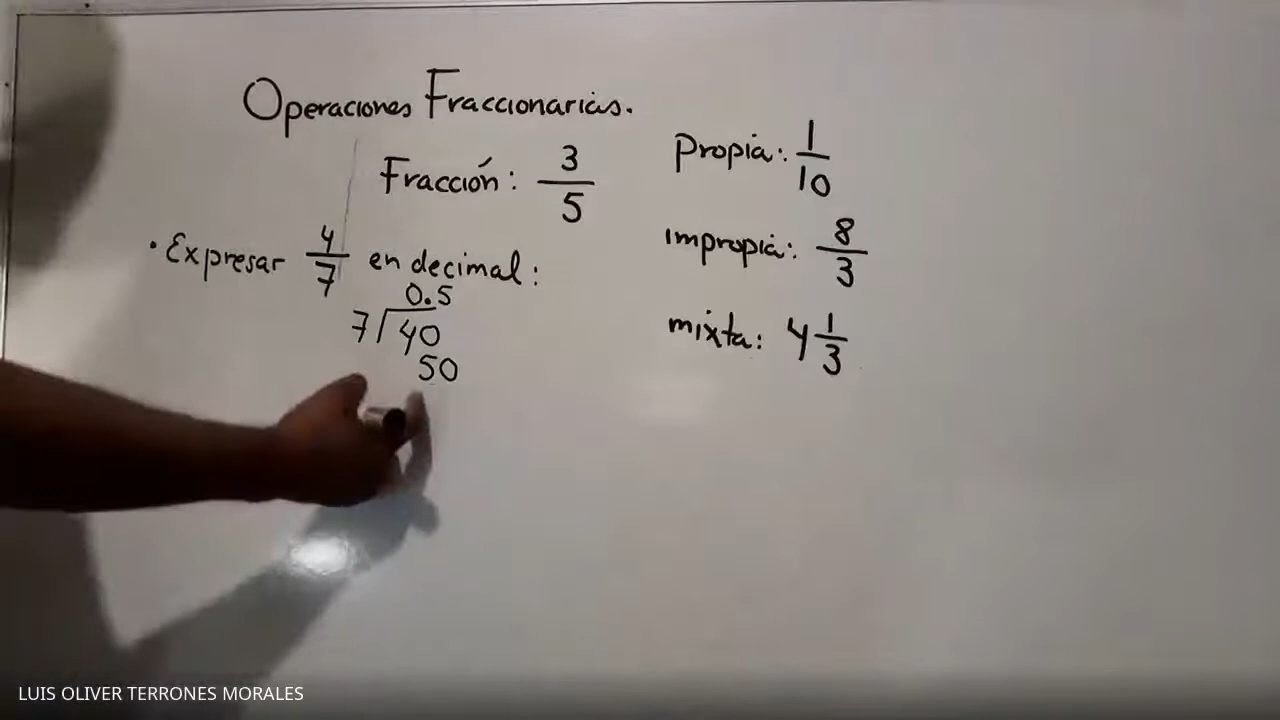 Operaciones Fraccionarias.
Fracción: 3/5
• Expresar 4/7 en decimal:
0.5
7 40
50
Propia: 1/10
impropia: 8/3
mixta: 4 1/3
LUIS OLIVER TERRONES MORALES